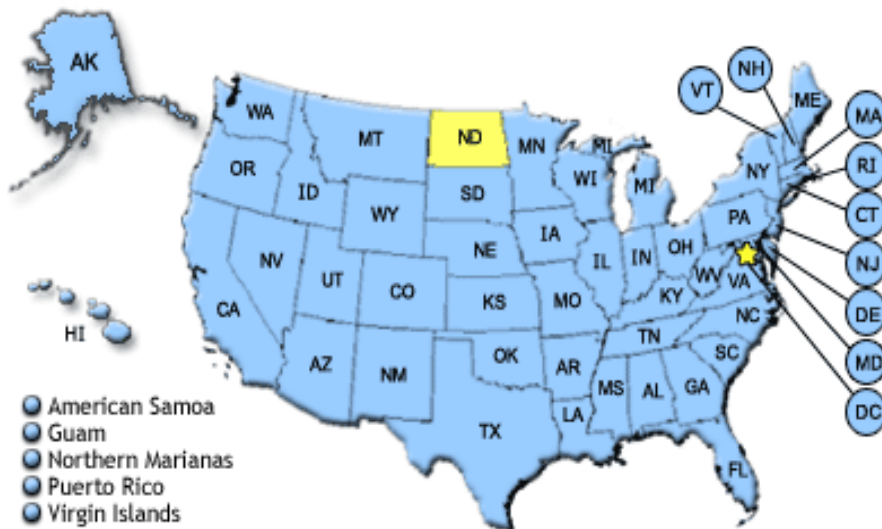 AK
WA
MT
ND
MN
OR
ID
WY
SD
WI
MI
MI
NY
ME
VT
NH
MA
RI
CT
NJ
DE
MD
DC
NV
UT
CO
NE
IA
IL
IN
OH
PA
WV
VA
CA
KS
MO
KY
NC
TN
AZ
NM
OK
AR
SC
MS
AL
GA
TX
LA
FL
HI
American Samoa
Guam
Northern Marianas
Puerto Rico
Virgin Islands